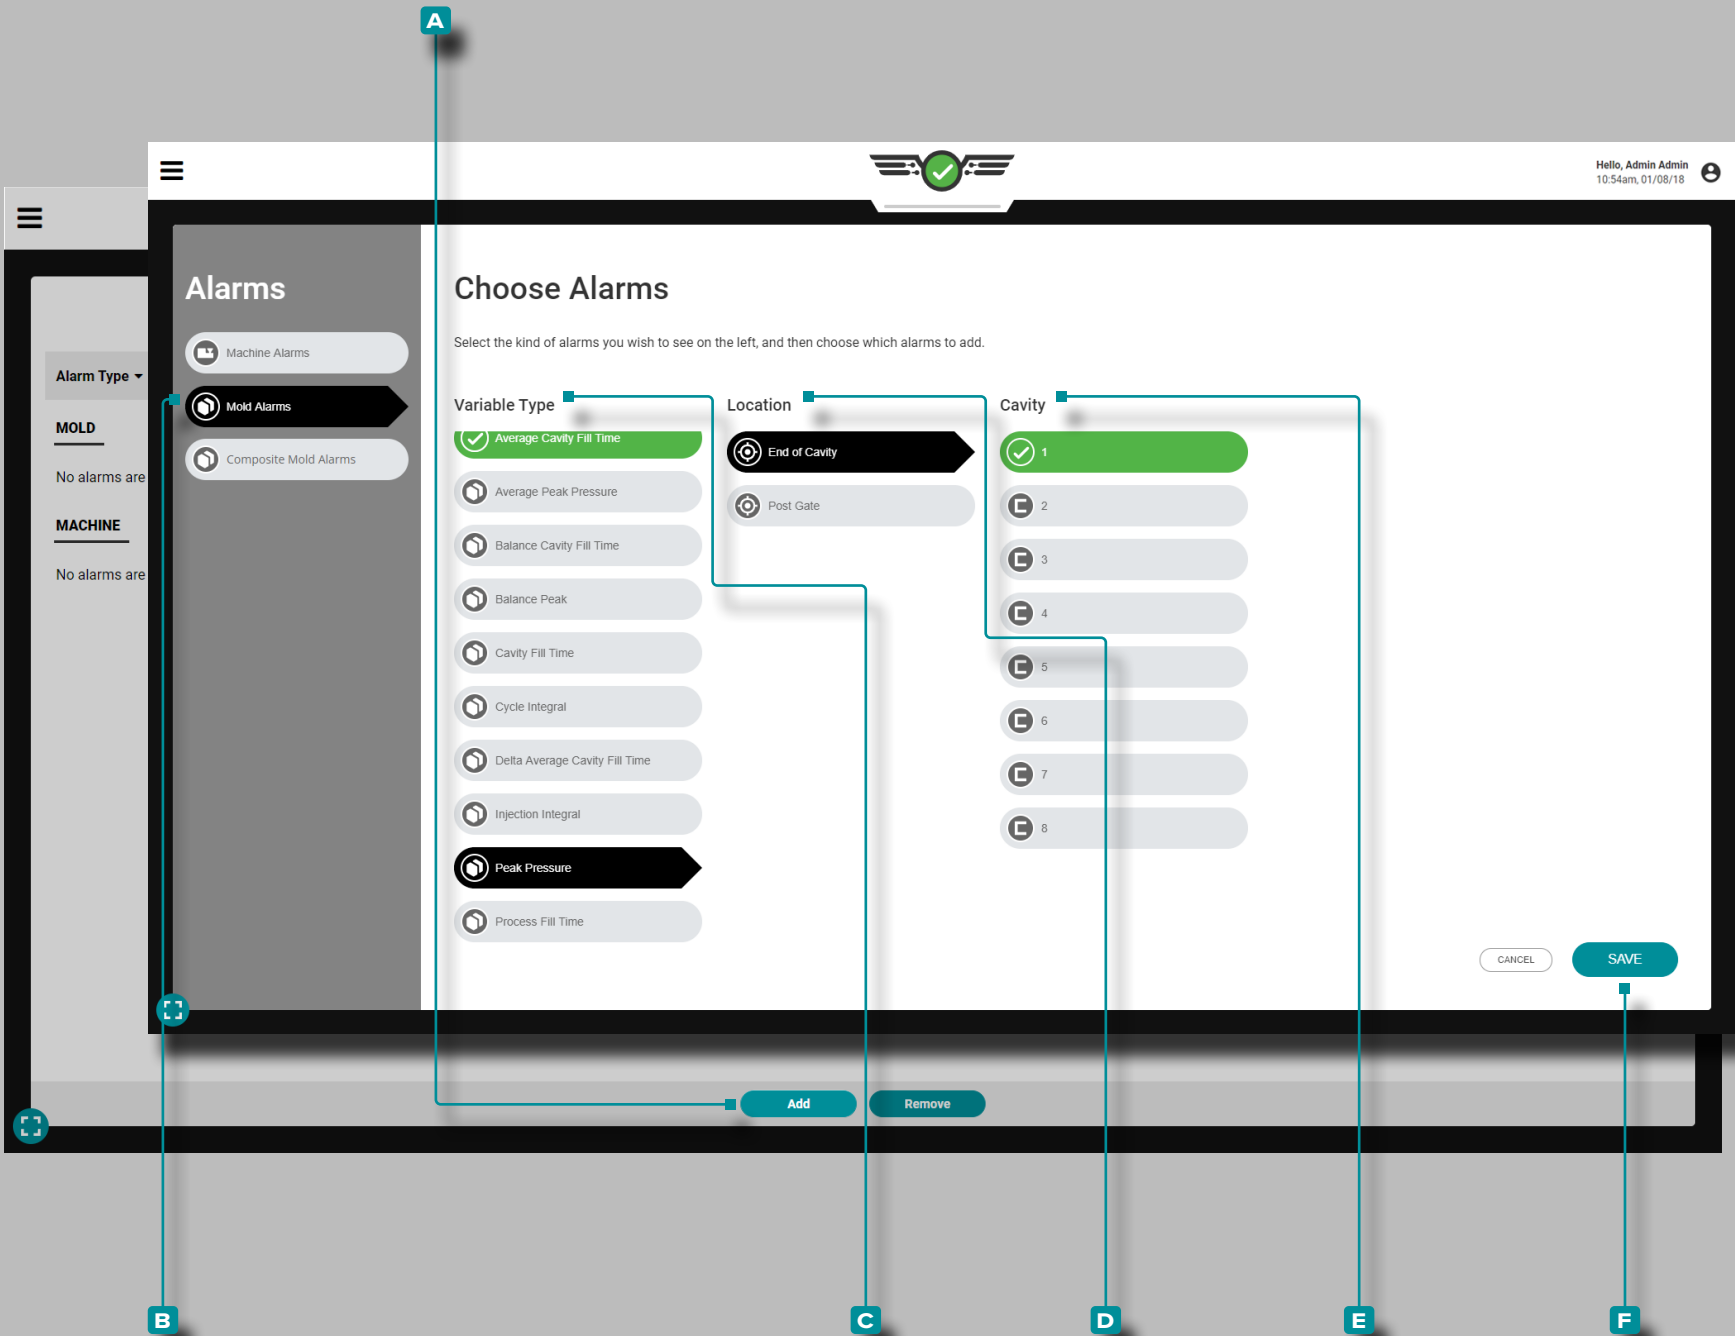 A
Hello, Admin Admin
10:54am, 01/08/18
Alarms
Machine Alarms
Mold Alarms
Composite Mold Alarms
Alarm Type
MOLD
No alarms are
MACHINE
No alarms are
Choose Alarms
Select the kind of alarms you wish to see on the left, and then choose which alarms to add.
Variable Type
Average Cavity Fill Time
Average Peak Pressure
Balance Cavity Fill Time
Balance Peak
Cavity Fill Time
Cycle Integral
Delta Average Cavity Fill Time
Injection Integral
Peak Pressure
Process Fill Time
Location
End of Cavity
Post Gate
Cavity
1
2
3
4
5
6
7
8
CANCEL
SAVE
Add
Remove
B
C
D
E
F